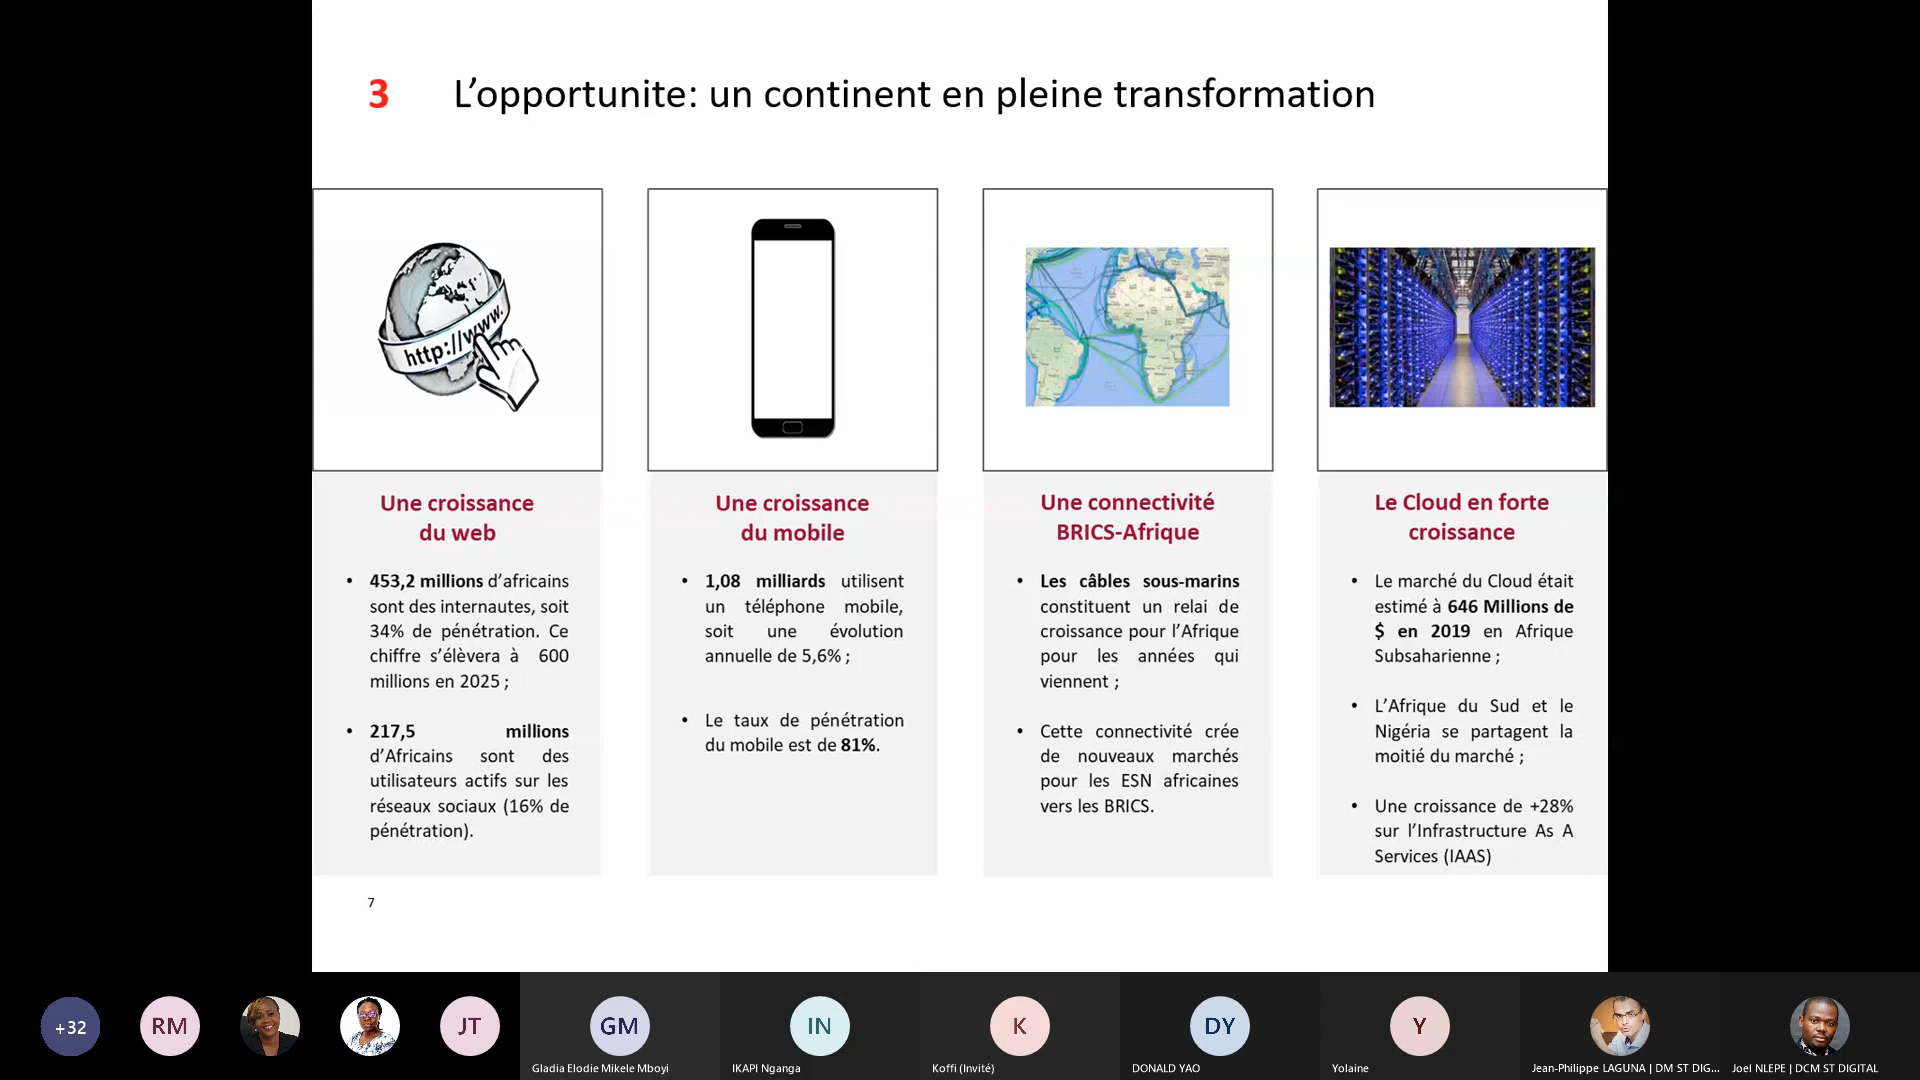 3 L’opportunite: un continent en pleine transformation
http://www.
Une croissance
du web
• 453,2 millions d’africains
sont des internautes, soit
34% de pénétration. Ce
chiffre s’élèvera à 600
millions en 2025 ;
• 217,5 millions
d’Africains sont des
utilisateurs actifs sur les
réseaux sociaux (16% de
pénétration).
Une croissance
du mobile
• 1,08 milliards utilisent
un téléphone mobile,
soit une évolution
annuelle de 5,6% ;
• Le taux de pénétration
du mobile est de 81%.
Une connectivité
BRICS-Afrique
• Les câbles sous-marins
constituent un relai de
croissance pour l’Afrique
pour les années qui
viennent ;
• Cette connectivité crée
de nouveaux marchés
pour les ESN africaines
vers les BRICS.
Le Cloud en forte
croissance
• Le marché du Cloud était
estimé à 646 Millions de
$ en 2019 en Afrique
Subsaharienne ;
• L’Afrique du Sud et le
Nigéria se partagent la
moitié du marché ;
• Une croissance de +28%
sur l’Infrastructure As A
Services (IAAS)
7
+32 RM JT GM IN K DY Y
Gladia Elodie Mikele Mboyi IKAPI Nganga Koffi (Invité) DONALD YAO Yolaine Jean-Philippe LAGUNA | DM ST DIG... Joel NLEPE | DCM ST DIGITAL